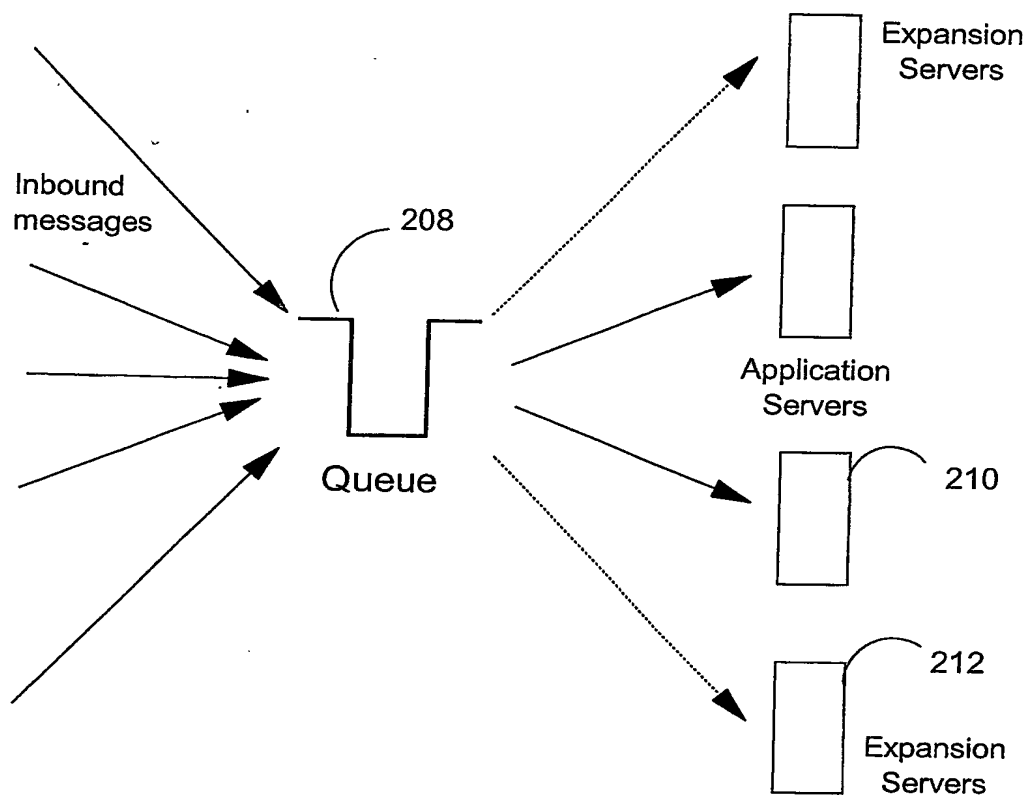 Expansion
Servers
Inbound
messages
208
Application
Servers
Queue
210
212
Expansion
Servers